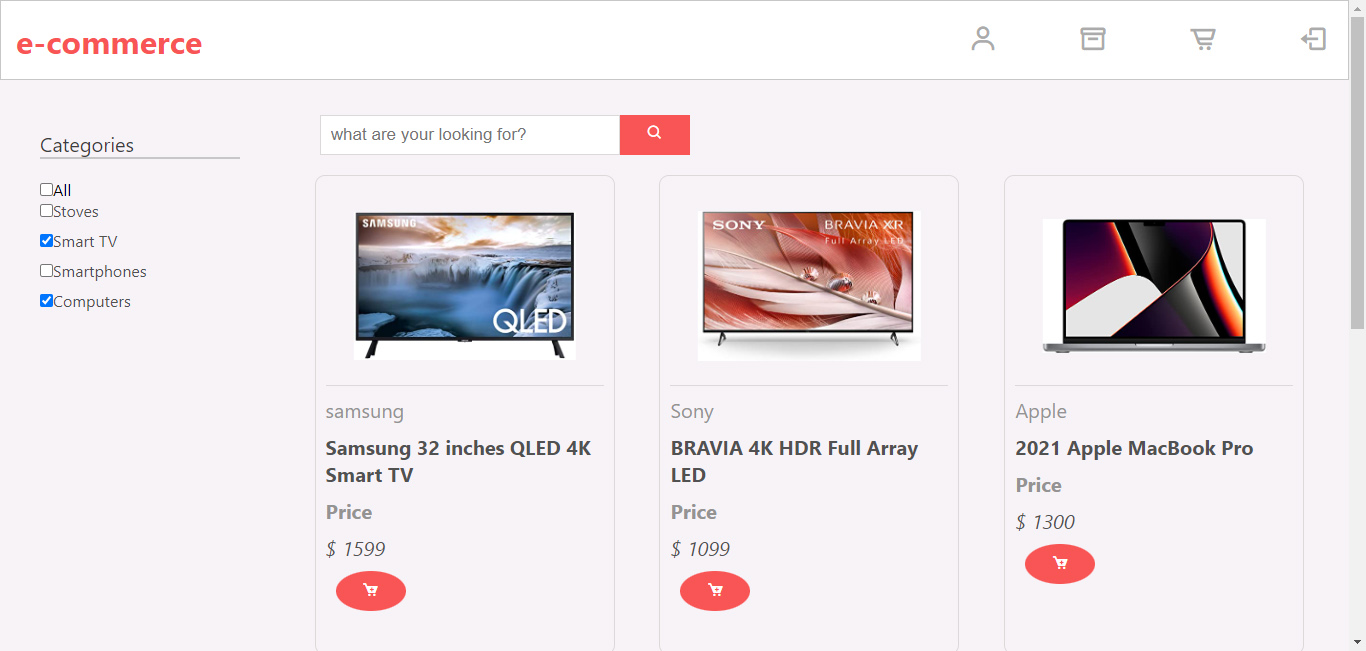 e-commerce
Categories
All
Stoves
Smart TV
Smartphones
Computers
what are your looking for?
SAMSUNG
QLED
samsung
Samsung 32 inches QLED 4K
Smart TV
Price
$ 1599
SONY
BRAVIA XR
Full Array LED
Sony
BRAVIA 4K HDR Full Array
LED
Price
$ 1099
Apple
2021 Apple MacBook Pro
Price
$ 1300